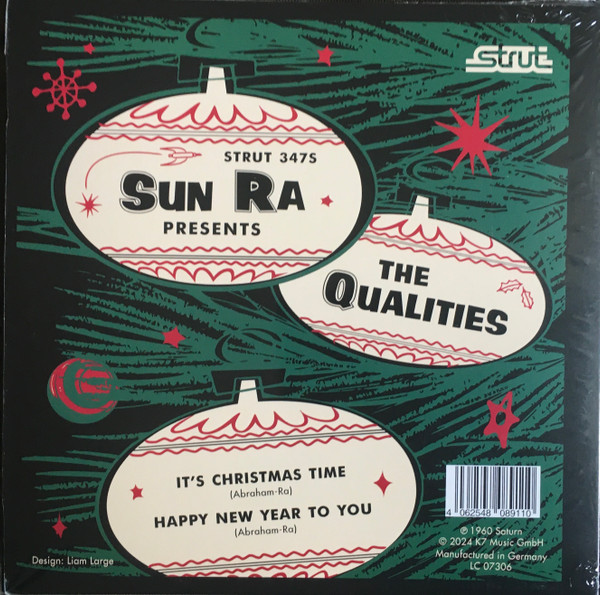 Strut
STRUT 347S
SUN RA
PRESENTS
THE
QUALITIES
IT'S CHRISTMAS TIME
(Abraham-Ra)
HAPPY NEW YEAR TO YOU
(Abraham-Ra)
4 062548 089110
℗ 1960 Saturn
© 2024 K7 Music GmbH
Manufactured in Germany
LC 07306
Design: Liam Large